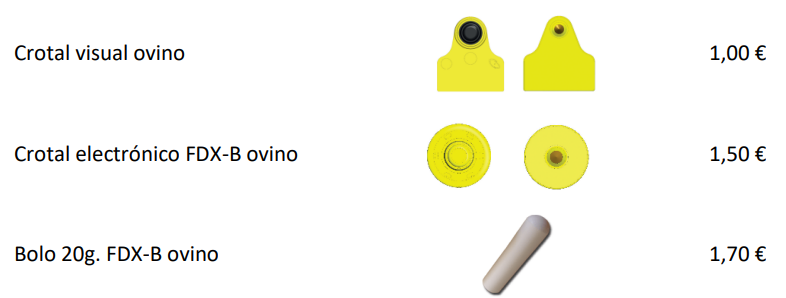 Crotal visual ovino 1,00 €
Crotal electrónico FDX-B ovino 1,50 €
Bolo 20g. FDX-B ovino 1,70 €